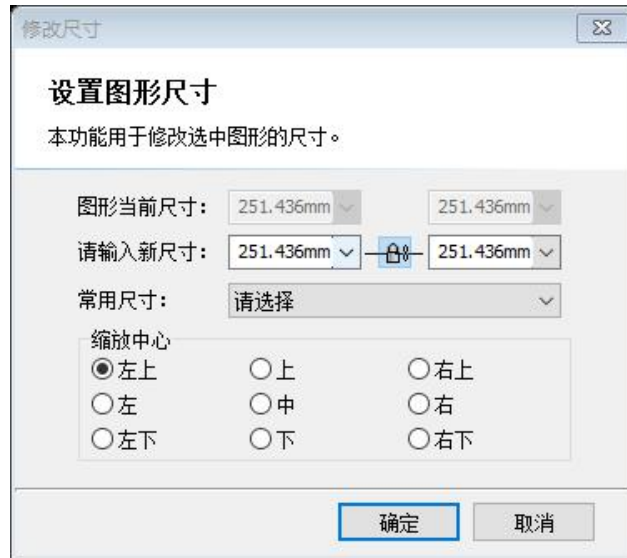 修改尺寸
设置图形尺寸
本功能用于修改选中图形的尺寸。
图形当前尺寸： 251.436mm 251.436mm
请输入新尺寸： 251.436mm 251.436mm
常用尺寸： 请选择
缩放中心
左上 上 右上
左 中 右
左下 下 右下
确定 取消